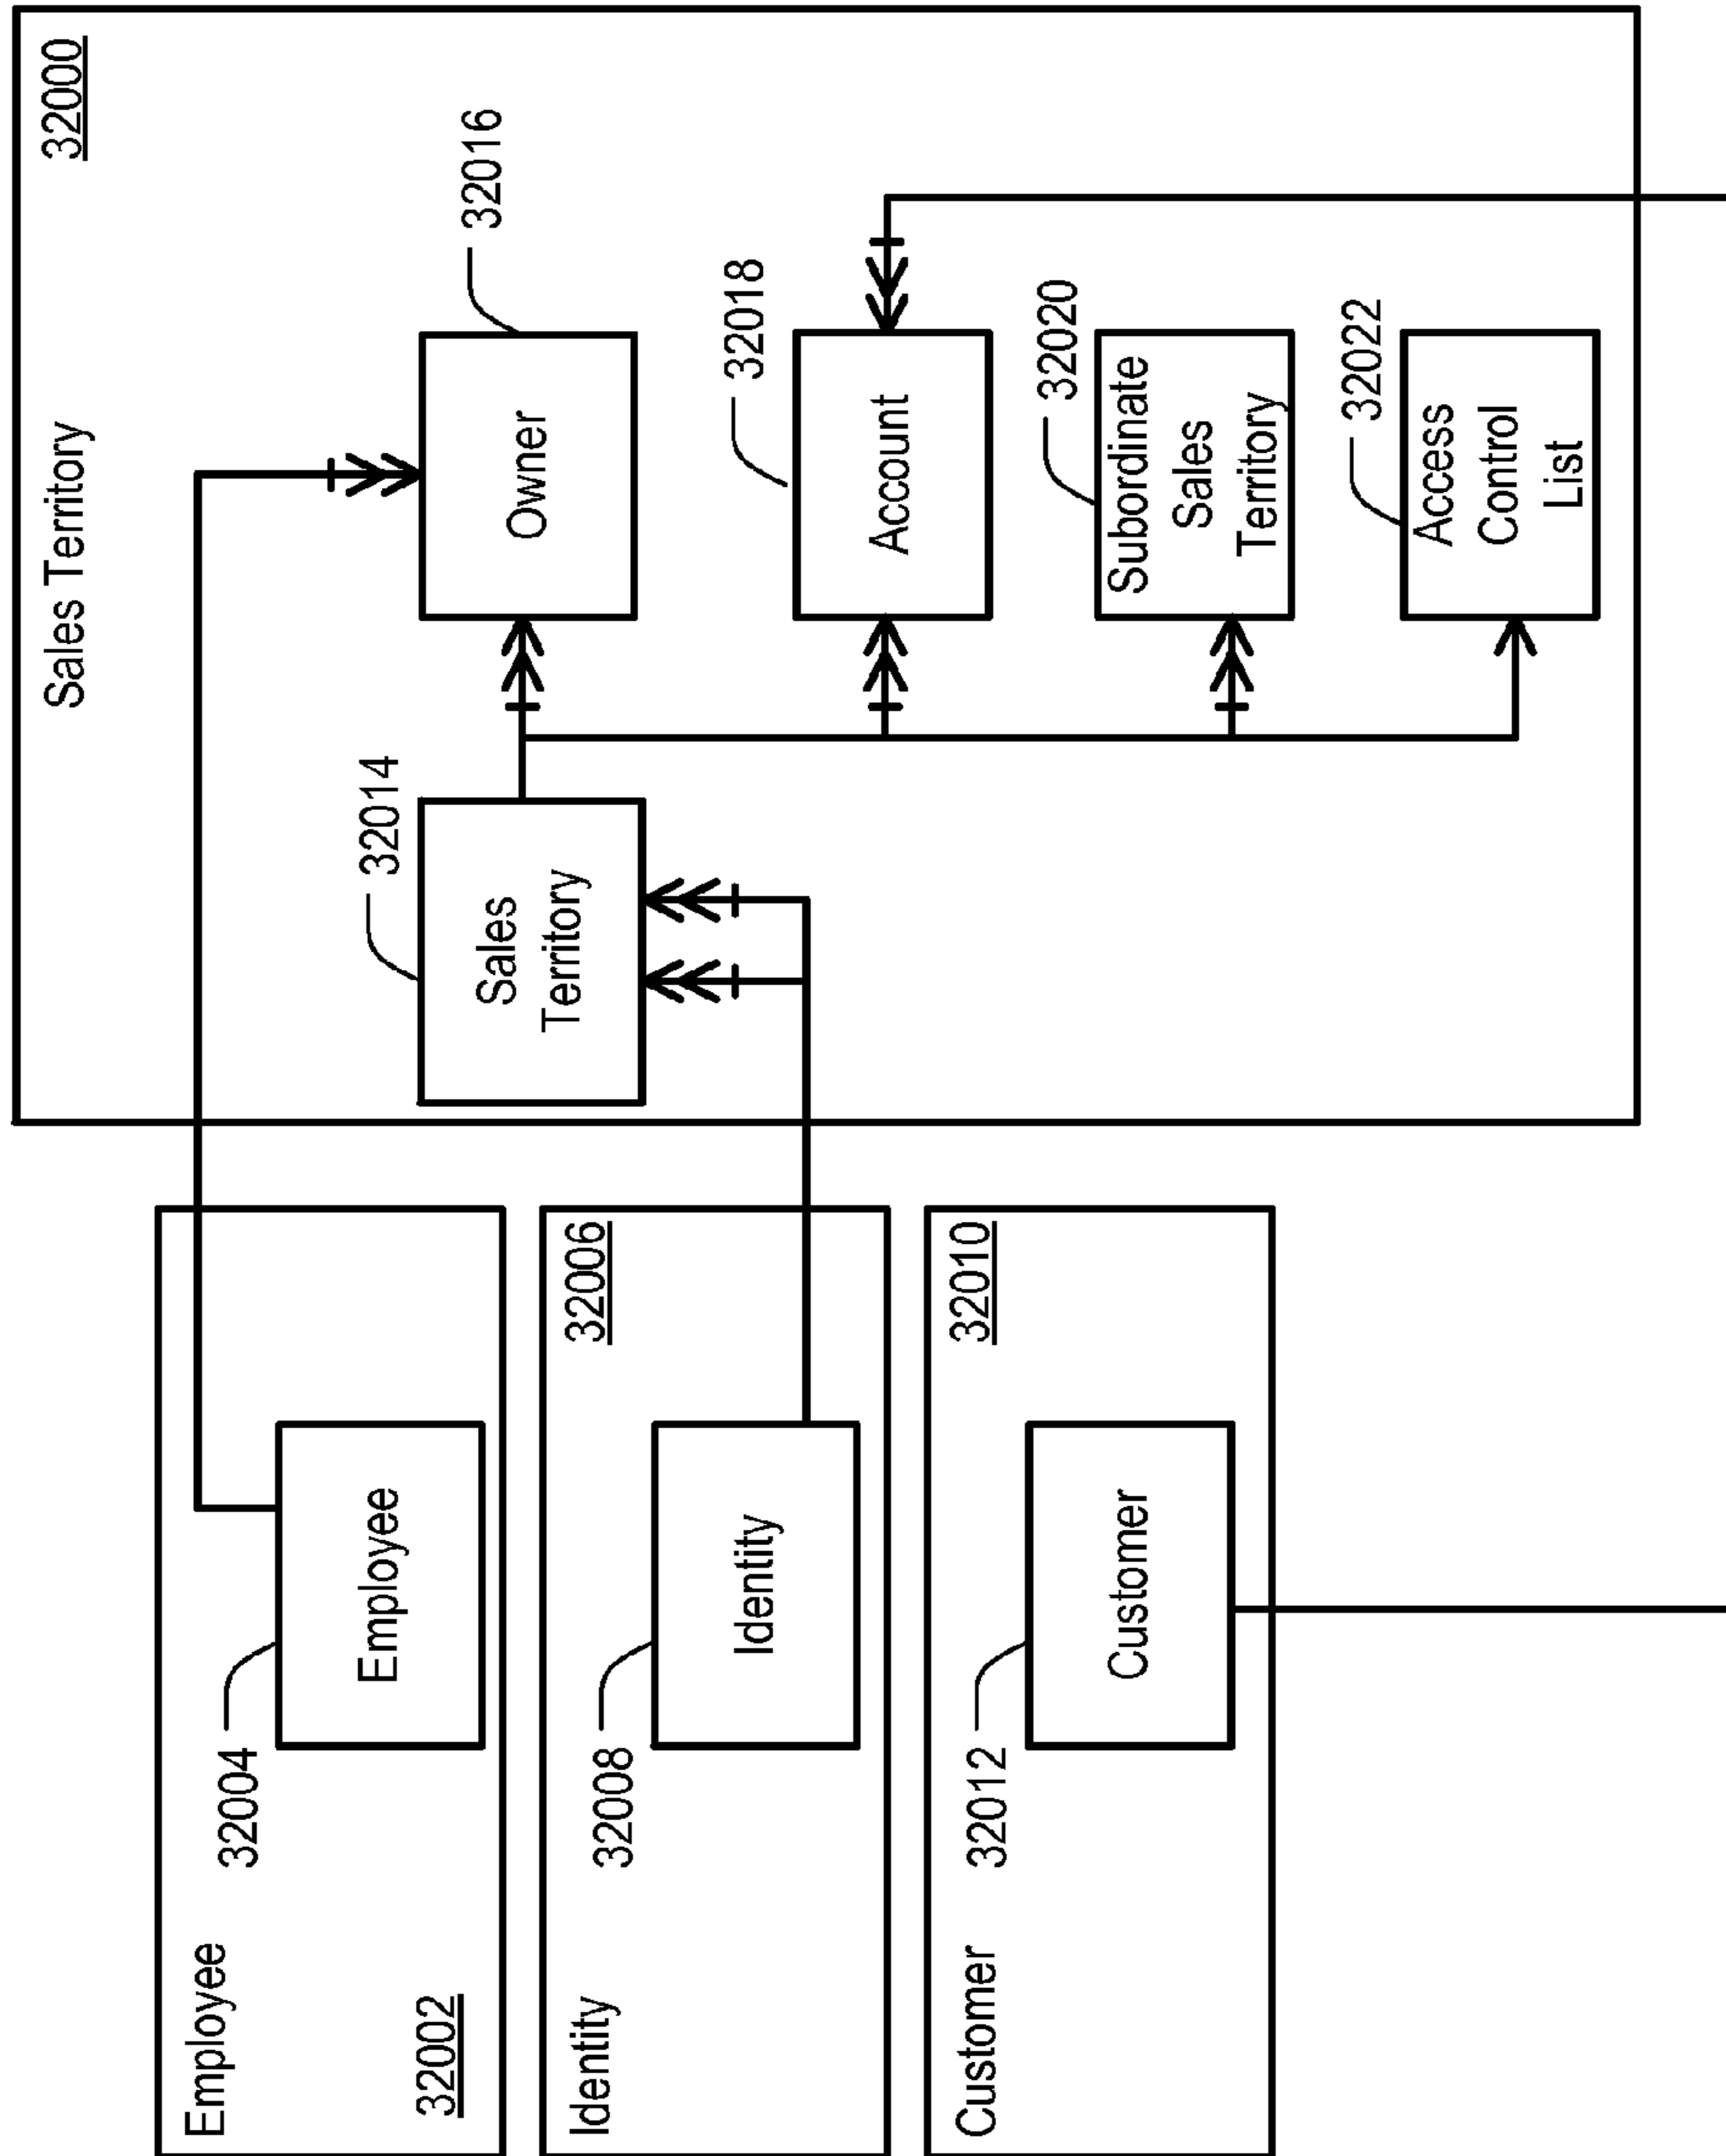 Employee
32002
32004
Employee
Identity
32006
32008
Identity
Customer
32010
32012
Customer
Sales Territory
32000
32014
Sales
Territory
32016
Owner
32018
Account
32020
Subordinate
Sales
Territory
32022
Access
Control
List